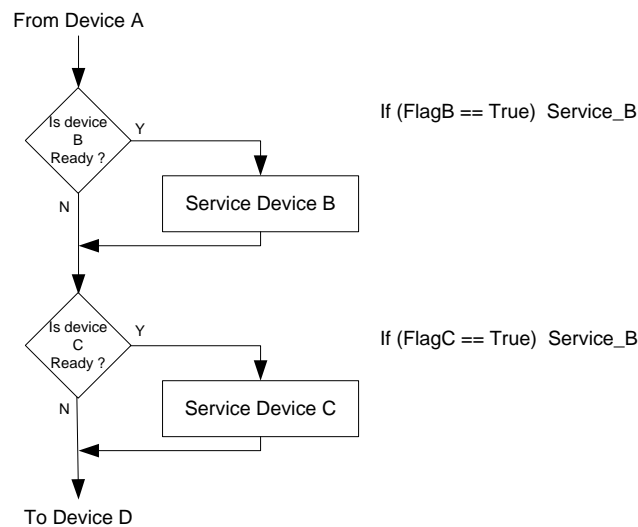 From Device A
Is device
B
Ready ?
Y
If (FlagB == True) Service_B
Service Device B
N
Is device
C
Ready ?
Y
If (FlagC == True) Service_B
Service Device C
N
To Device D